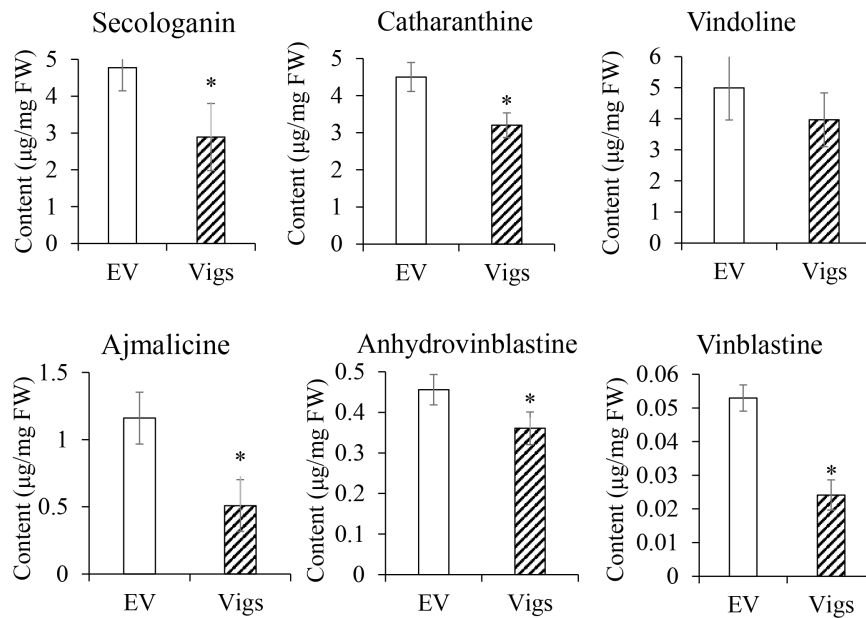 Secologanin
Content (μg/mg FW)
5
4
3
2
1
0
*
EV Vigs
Catharanthine
Content (μg/mg FW)
5
4
3
2
1
0
*
EV Vigs
Vindoline
Content (μg/mg FW)
6
5
4
3
2
1
0
EV Vigs
Ajmalicine
Content (μg/mg FW)
1.5
1
0.5
0
*
EV Vigs
Anhydrovinblastine
Content (μg/mg FW)
0.5
0.4
0.3
0.2
0.1
0
*
EV Vigs
Vinblastine
Content (μg/mg FW)
0.06
0.05
0.04
0.03
0.02
0.01
0
*
EV Vigs